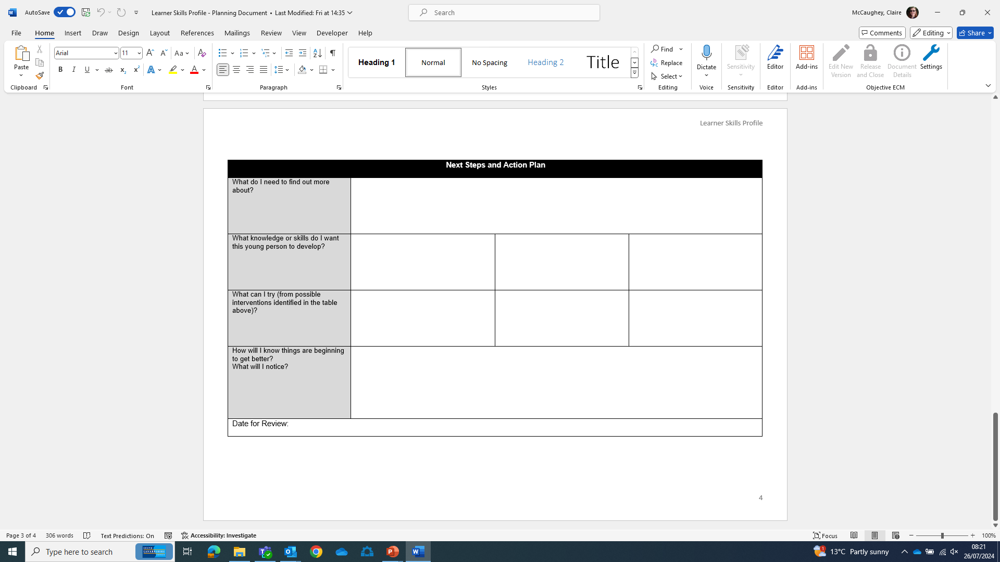 AutoSave
Learner Skills Profile - Planning Document • Last Modified: Fri at 14:35
Search
McCaughey, Claire
File Home Insert Draw Design Layout References Mailings Review View Developer Help
Comments Editing Share
Paste
Clipboard
Arial 11
Font
Paragraph
Heading 1
Normal
No Spacing
Heading 2
Title
Styles
Find
Replace
Select
Editing
Dictate
Voice
Sensitivity
Sensitivity
Editor
Editor
Add-ins
Add-ins
Edit New Version
Release and Close
Document Details
Settings
Objective ECM
Learner Skills Profile
Next Steps and Action Plan
What do I need to find out more
about?
What knowledge or skills do I want
this young person to develop?
What can I try (from possible
interventions identified in the table
above)?
How will I know things are beginning
to get better?
What will I notice?
Date for Review:
4
Page 3 of 4 306 words Text Predictions: On Accessibility: Investigate
Focus 100%
Type here to search
SOUTH
LANARKSHIRE
13°C Partly sunny
08:21
26/07/2024